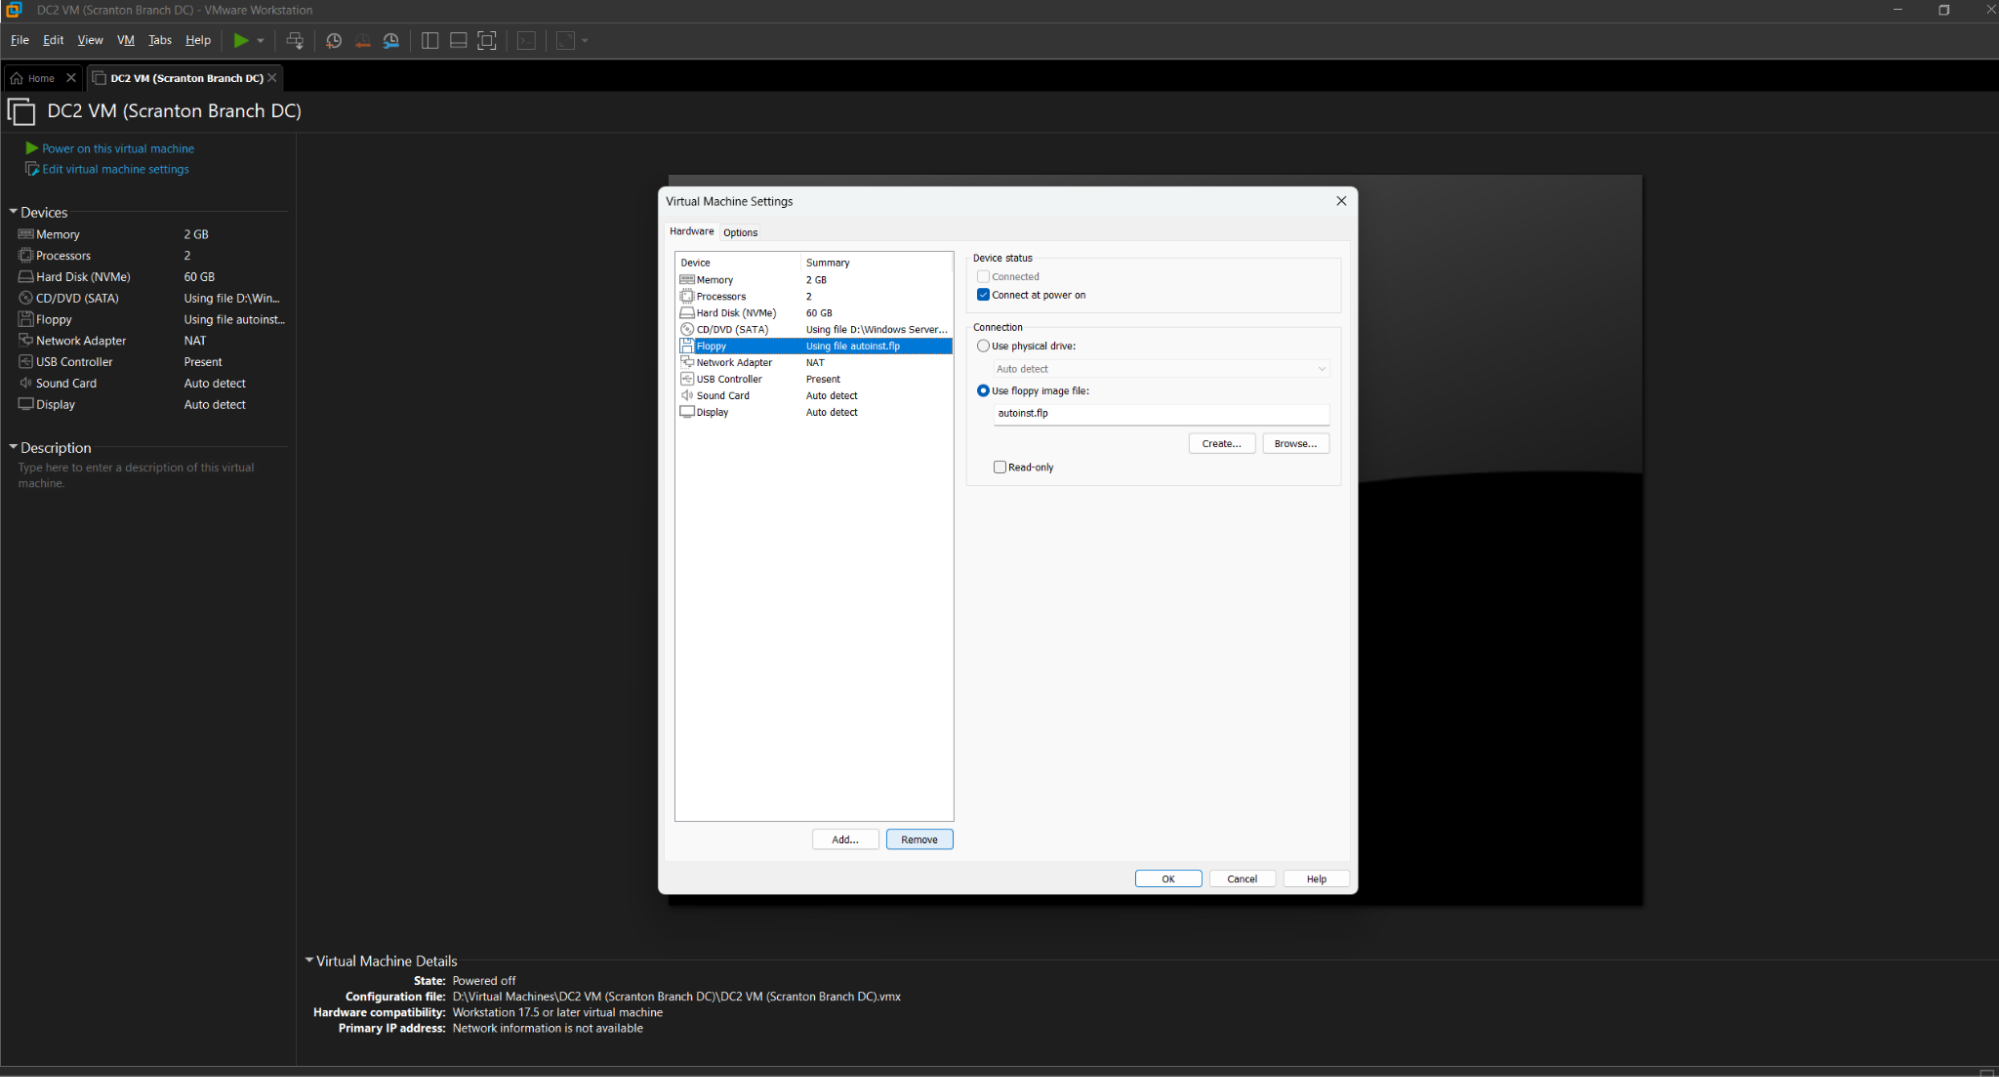 DC2 VM (Scranton Branch DC) - VMware Workstation
File Edit View VM Tabs Help
Home DC2 VM (Scranton Branch DC)
DC2 VM (Scranton Branch DC)
Power on this virtual machine
Edit virtual machine settings
Devices
Memory 2 GB
Processors 2
Hard Disk (NVMe) 60 GB
CD/DVD (SATA) Using file D:\Win...
Floppy Using file autoinst...
Network Adapter NAT
USB Controller Present
Sound Card Auto detect
Display Auto detect
Description
Type here to enter a description of this virtual
machine.
Virtual Machine Settings
Hardware Options
Device Summary
Memory 2 GB
Processors 2
Hard Disk (NVMe) 60 GB
CD/DVD (SATA) Using file D:\Windows Server...
Floppy Using file autoinst.flp
Network Adapter NAT
USB Controller Present
Sound Card Auto detect
Display Auto detect
Add... Remove
Device status
Connected
Connect at power on
Connection
Use physical drive:
Auto detect
Use floppy image file:
autoinst.flp
Create... Browse...
Read-only
OK Cancel Help
Virtual Machine Details
State: Powered off
Configuration file: D:\Virtual Machines\DC2 VM (Scranton Branch DC)\DC2 VM (Scranton Branch DC).vmx
Hardware compatibility: Workstation 17.5 or later virtual machine
Primary IP address: Network information is not available